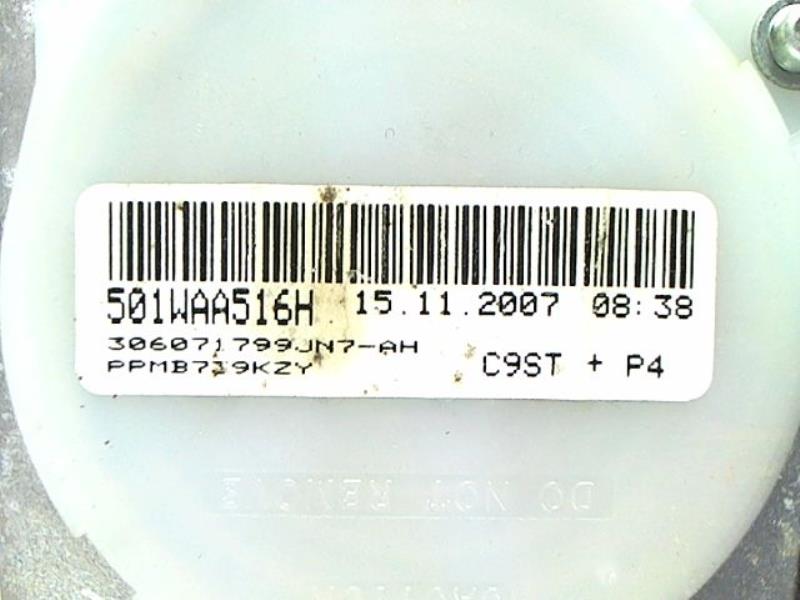 501WAA516H 15.11.2007 08:38
306071799JN7-AH
PPMB7J9KZY C9ST + P4
DO NOT REMOVE